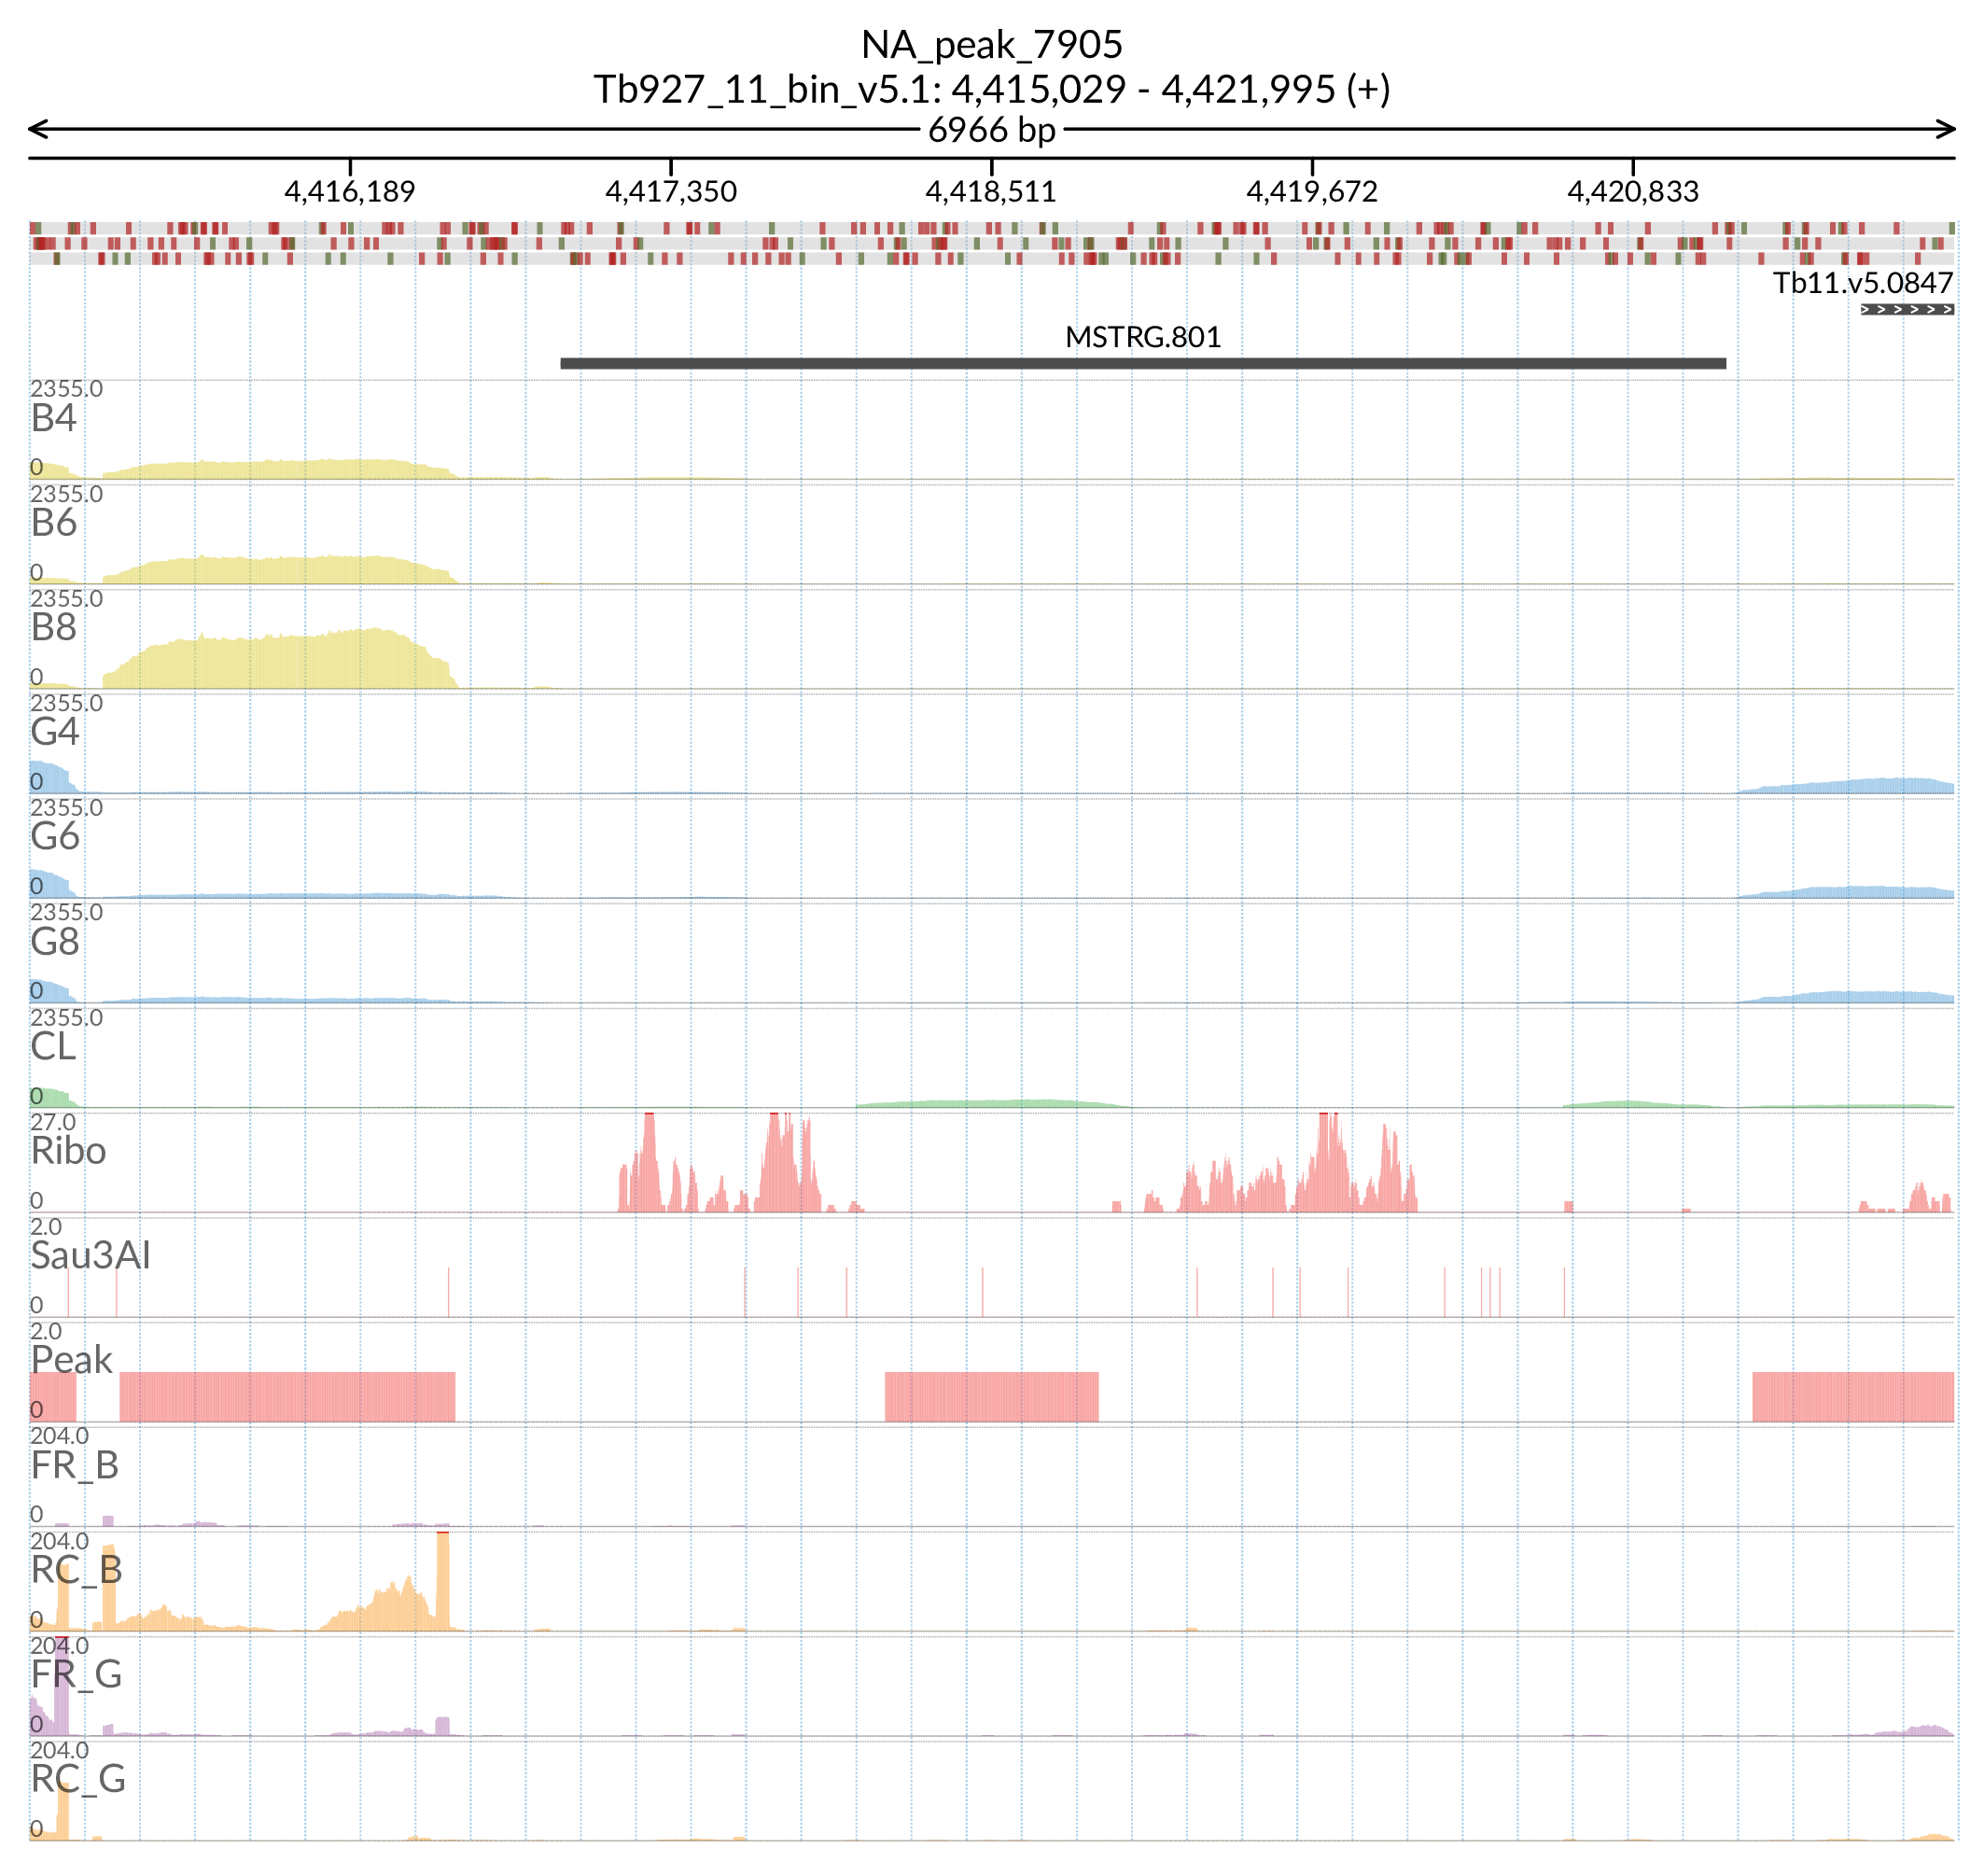 NA_peak_7905
Tb927_11_bin_v5.1: 4,415,029 - 4,421,995 (+)
6966 bp
4,416,189 4,417,350 4,418,511 4,419,672 4,420,833
Tb11.v5.0847
MSTRG.801
2355.0
B4
0
2355.0
B6
0
2355.0
B8
0
2355.0
G4
0
2355.0
G6
0
2355.0
G8
0
2355.0
CL
0
27.0
Ribo
0
2.0
Sau3AI
0
2.0
Peak
0
204.0
FR_B
0
204.0
RC_B
0
204.0
FR_G
0
204.0
RC_G
0